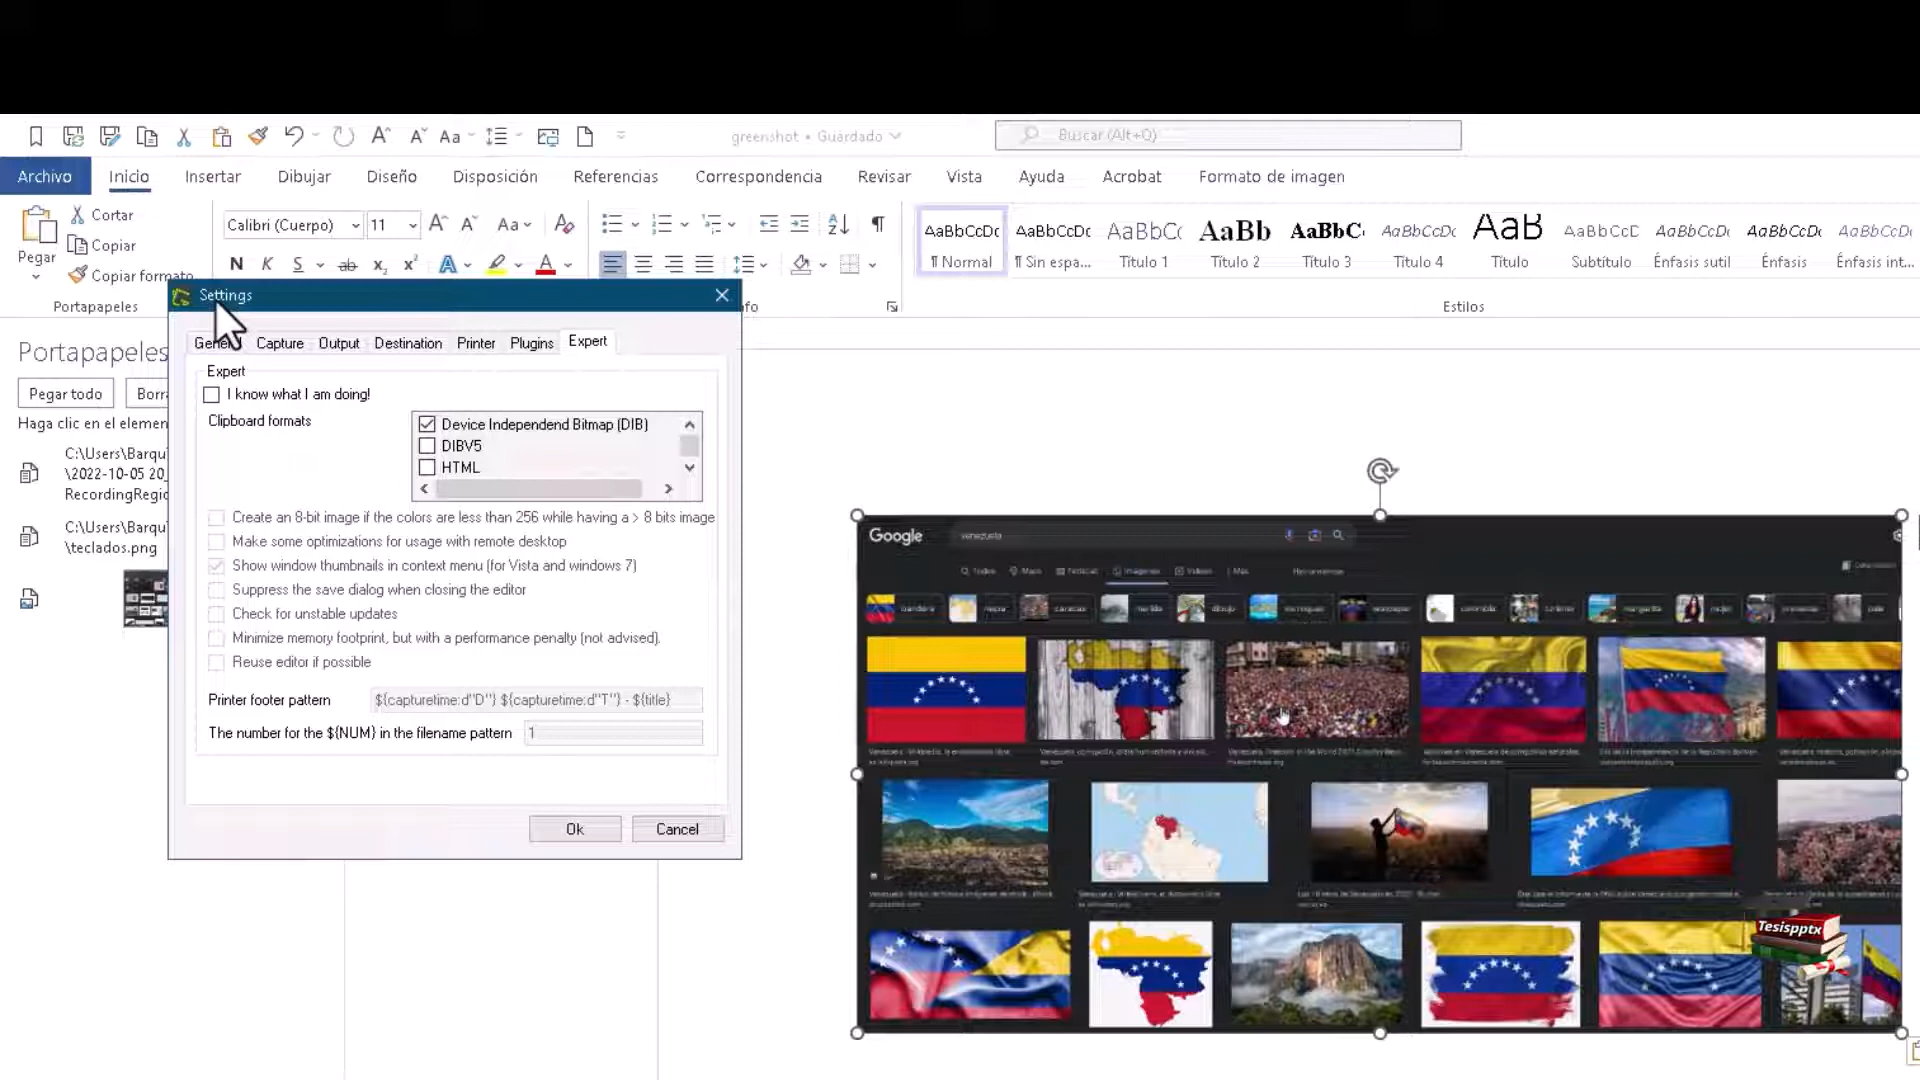 greenshot • Guardado
Buscar (Alt+Q)
Archivo
Inicio
Insertar
Dibujar
Diseño
Disposición
Referencias
Correspondencia
Revisar
Vista
Ayuda
Acrobat
Formato de imagen
Pegar
Cortar
Copiar
Copiar formato
Portapapeles
Calibri (Cuerpo)
11
Aa
N K S ab
AaBbCcDc
¶ Normal
AaBbCcDc
¶ Sin espa...
AaBbCc
Título 1
AaBb
Título 2
AaBbC
Título 3
AaBbCcDc
Título 4
AaB
Título
AaBbCcD
Subtítulo
AaBbCcDc
Énfasis sutil
AaBbCcDc
Énfasis
AaBbCcDc
Énfasis int...
Estilos
Portapapeles
Pegar todo
Borra
Haga clic en el elemen
C:\Users\Barqu
\2022-10-05 20_
RecordingRegio
C:\Users\Barqu
\teclados.png
Settings
General
Capture
Output
Destination
Printer
Plugins
Expert
Expert
I know what I am doing!
Clipboard formats
Device Independend Bitmap (DIB)
DIBV5
HTML
Create an 8-bit image if the colors are less than 256 while having a > 8 bits image
Make some optimizations for usage with remote desktop
Show window thumbnails in context menu (for Vista and windows 7)
Suppress the save dialog when closing the editor
Check for unstable updates
Minimize memory footprint, but with a performance penalty (not advised).
Reuse editor if possible
Printer footer pattern
${capturetime:d"D"} ${capturetime:d"T"} - ${title}
The number for the ${NUM} in the filename pattern
1
Ok
Cancel
Google
venezuela
Tesispptx